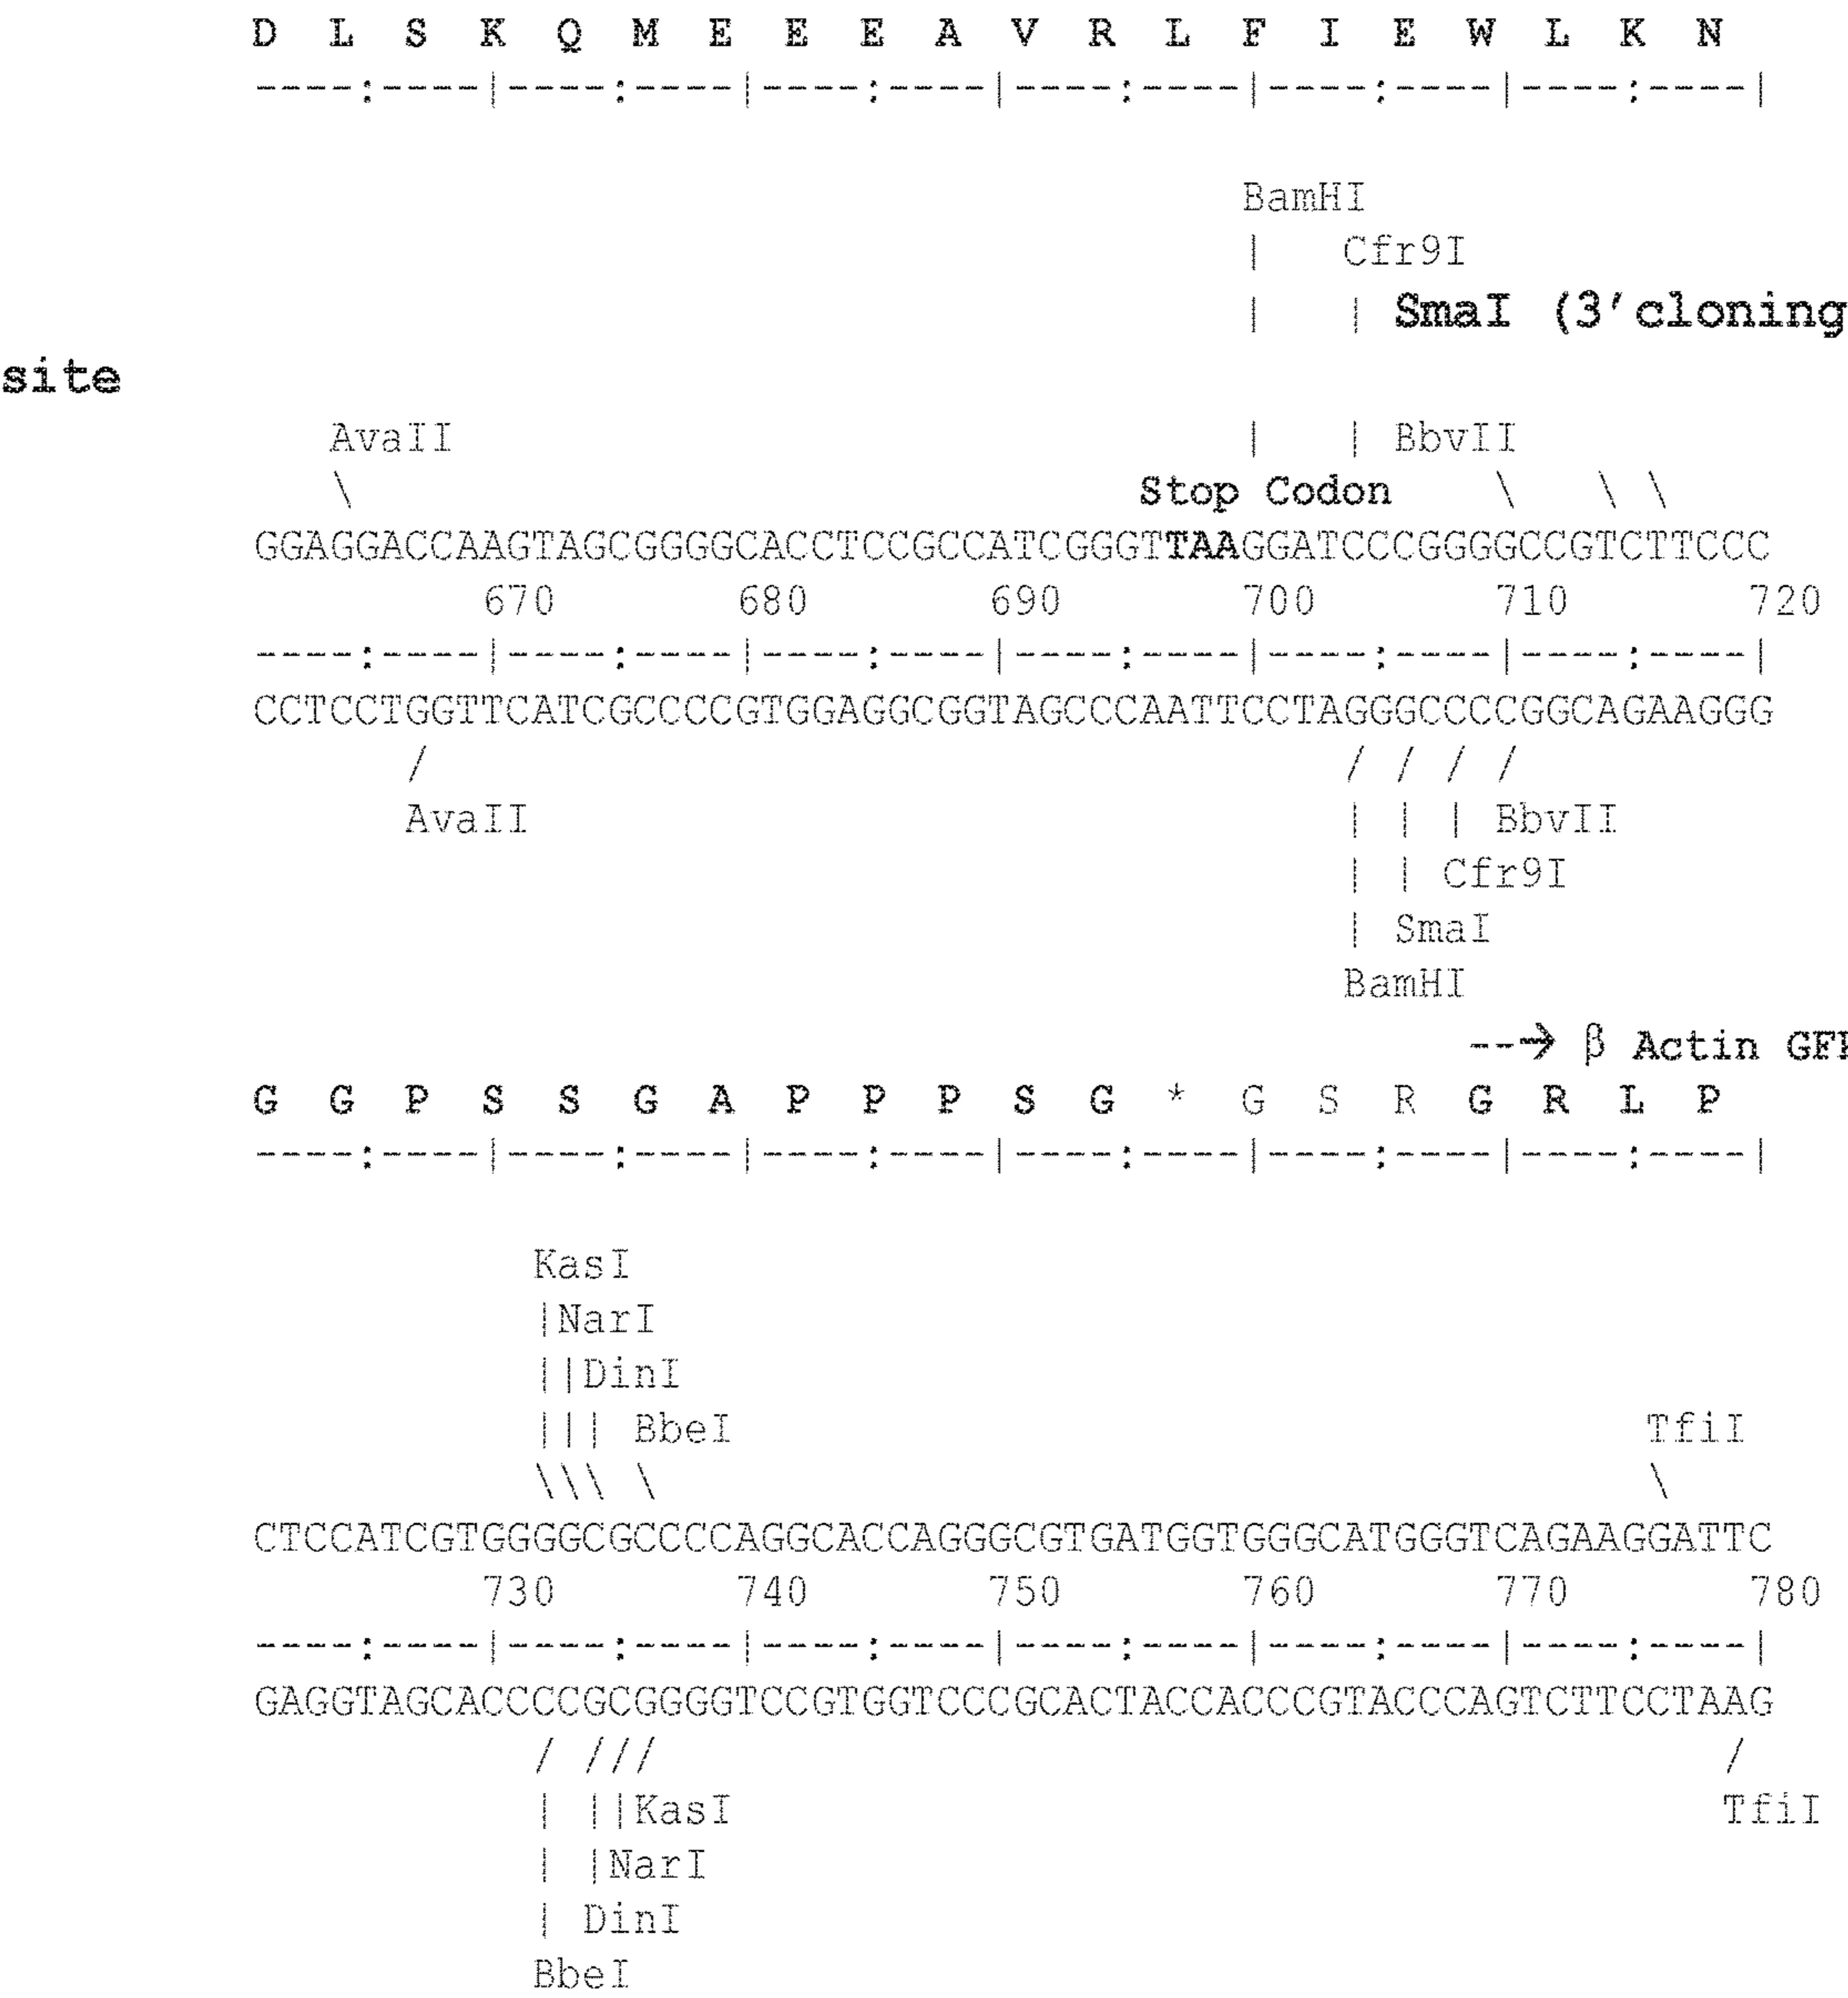 D L S K Q M E E E A V R L F I E W L K N
----:----|----:----|----:----|----:----|----:----|----:----|
BamHI
| Cfr9I
| | SmaI (3'cloning
site
AvaII | | BbvII
\ Stop Codon \ \ \
GGAGGACCAAGTAGCGGGGCACCTCCGCCATCGGGTTAAGGATCCCGGGGCCGTCTTCCC
670 680 690 700 710 720
----:----|----:----|----:----|----:----|----:----|----:----|
CCTCCTGGTTCATCGCCCCGTGGAGGCGGTAGCCCAATTCCTAGGGCCCCGGCAGAAGGG
/ / / / /
AvaII | | | BbvII
| | Cfr9I
| SmaI
BamHI
--→ β Actin GFP
G G P S S G A P P P S G * G S R G R L P
----:----|----:----|----:----|----:----|----:----|----:----|
KasI
|NarI
||DinI
||| BbeI TfiI
\\\ \ \
CTCCATCGTGGGGCGCCCCAGGCACCAGGGCGTGATGGTGGGCATGGGTCAGAAGGATTC
730 740 750 760 770 780
----:----|----:----|----:----|----:----|----:----|----:----|
GAGGTAGCACCCCGCGGGGTCCGTGGTCCCGCACTACCACCCGTACCCAGTCTTCCTAAG
/ /// /
| ||KasI TfiI
| |NarI
| DinI
BbeI